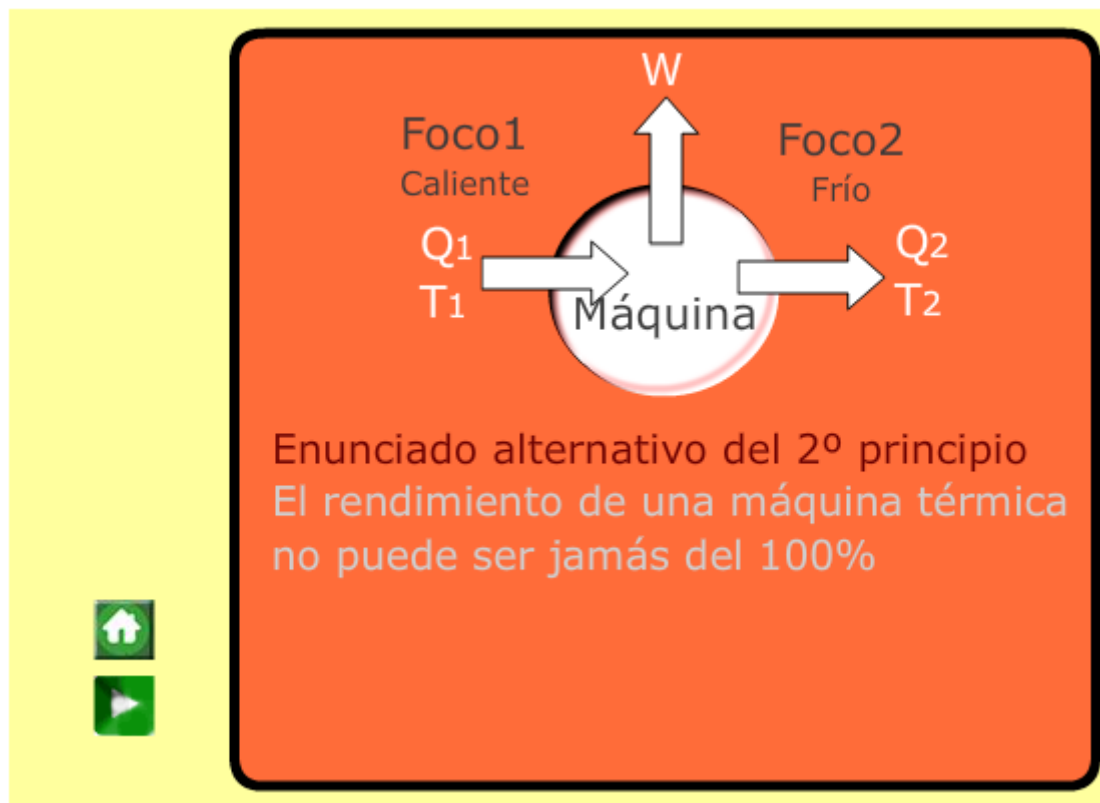 W
Foco1
Caliente
Foco2
Frío
Q1
T1
Q2
T2
Máquina
Enunciado alternativo del 2º principio
El rendimiento de una máquina térmica
no puede ser jamás del 100%